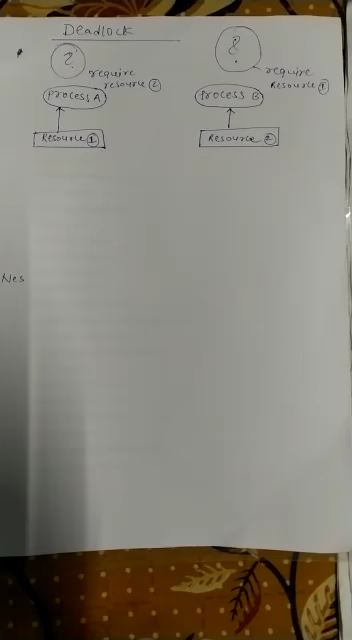 Deadlock
?
require
resource 2
Process A
Resource 1
?
require
Resource 1
Process B
Resource 2
Nes